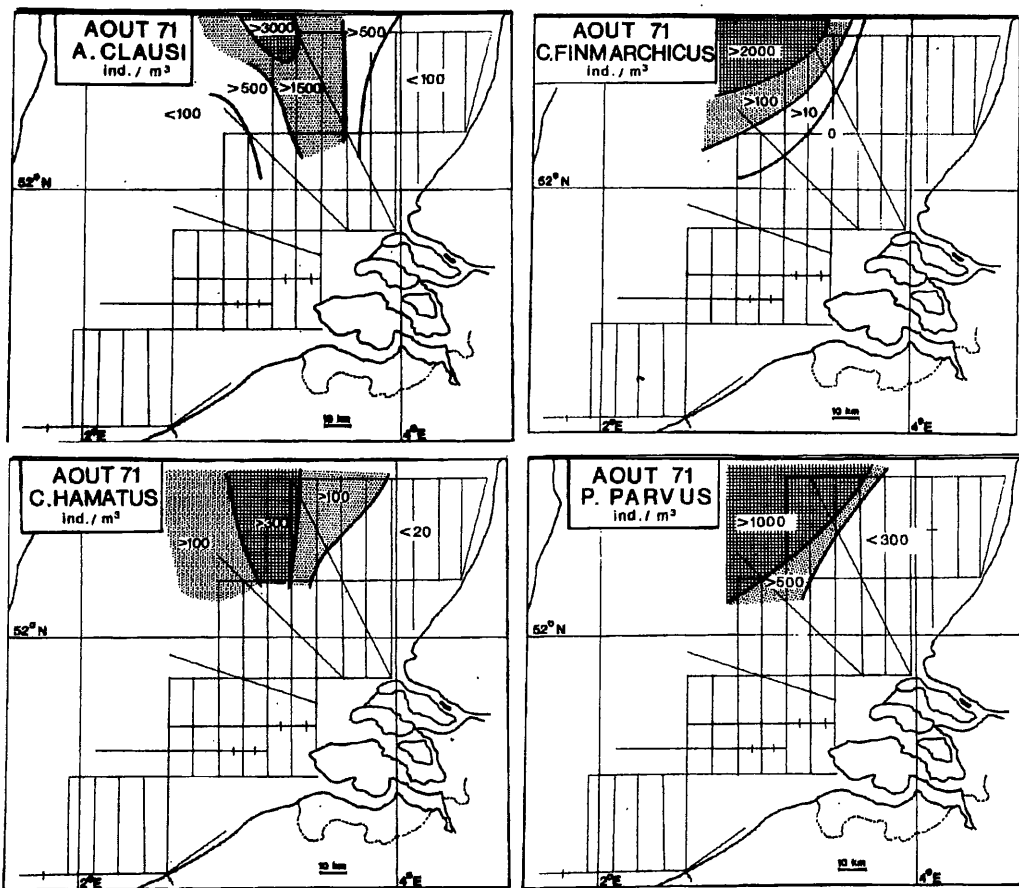 AOUT 71
A. CLAUSI
ind. / m³
>3000
>500
<100
>500
>1500
<100
52°N
10 km
2°E
4°E
AOUT 71
C.FINMARCHICUS
ind. / m³
>2000
>100
>10
0
52°N
10 km
2°E
4°E
AOUT 71
C.HAMATUS
ind. / m³
>100
>300
<20
>100
52°N
10 km
2°E
4°E
AOUT 71
P. PARVUS
ind. / m³
>1000
<300
>500
52°N
10 km
2°E
4°E